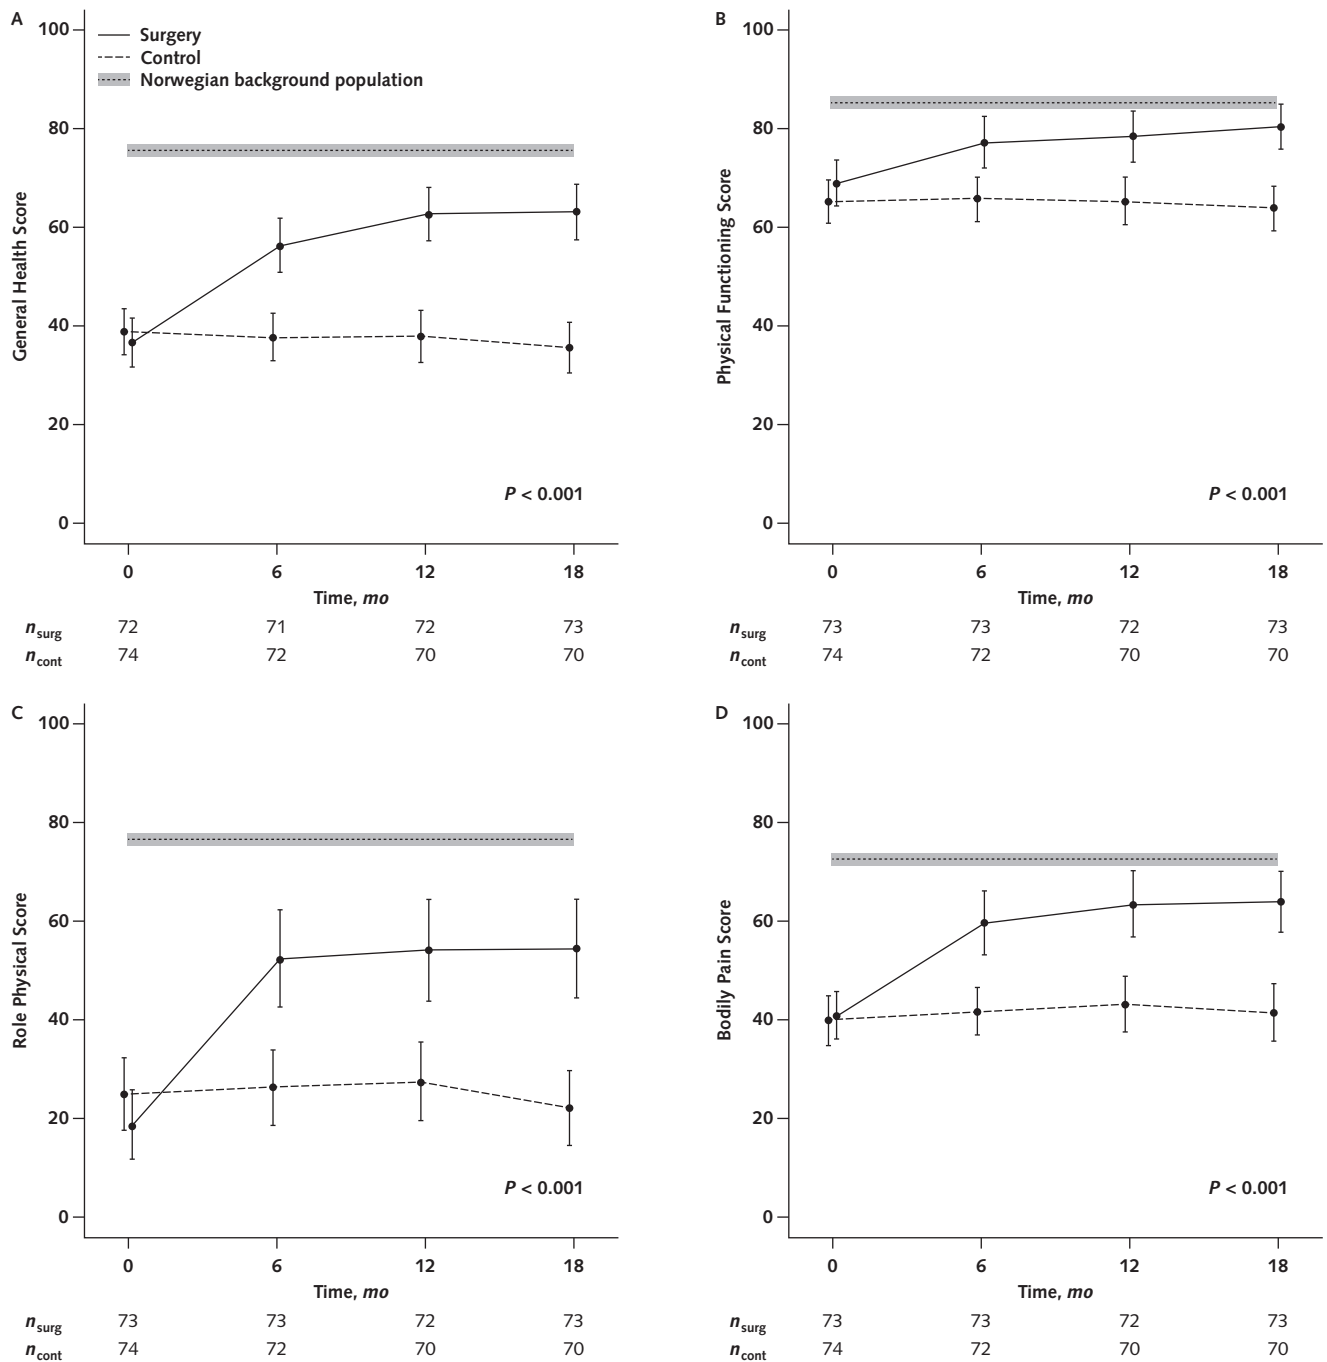 A
Surgery
Control
Norwegian background population
100
80
60
40
20
0
General Health Score
P < 0.001
0 6 12 18
Time, mo
nsurg 72 71 72 73
ncont 74 72 70 70
B
100
80
60
40
20
0
Physical Functioning Score
P < 0.001
0 6 12 18
Time, mo
nsurg 73 73 72 73
ncont 74 72 70 70
C
100
80
60
40
20
0
Role Physical Score
P < 0.001
0 6 12 18
Time, mo
nsurg 73 73 72 73
ncont 74 72 70 70
D
100
80
60
40
20
0
Bodily Pain Score
P < 0.001
0 6 12 18
Time, mo
nsurg 73 73 72 73
ncont 74 72 70 70